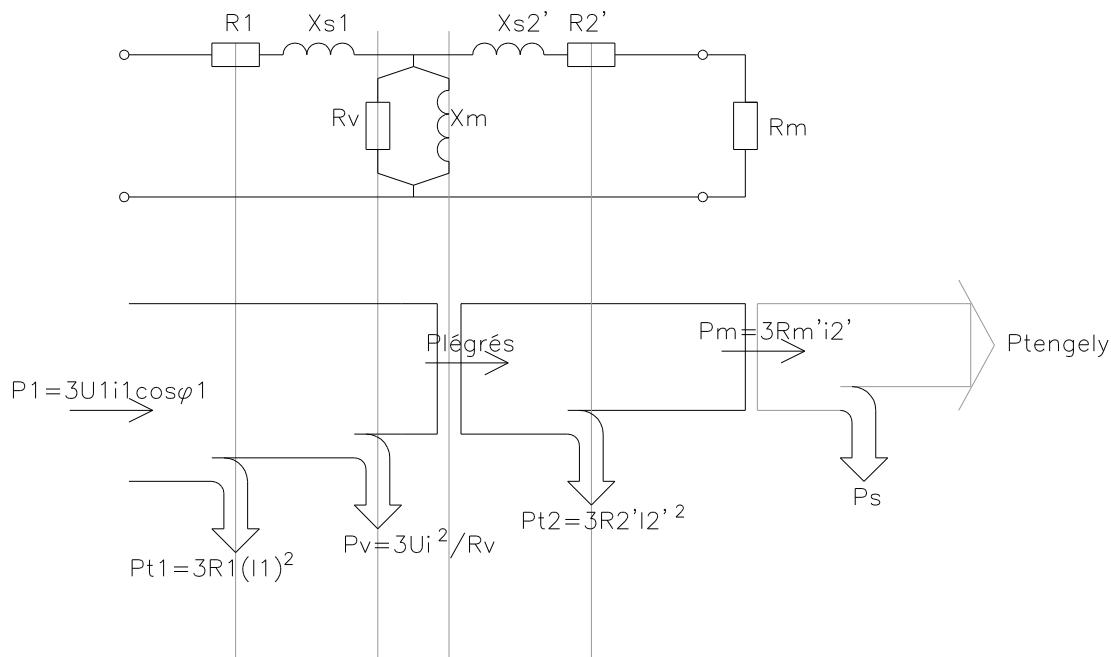 R1
Xs1
Xs2'
R2'
Rv
Xm
Rm
Pm=3Rm'i2'
Plégrés
Ptengely
P1=3U1i1cosφ1
Ps
Pt2=3R2'I2'²
Pv=3Ui²/Rv
Pt1=3R1(I1)²